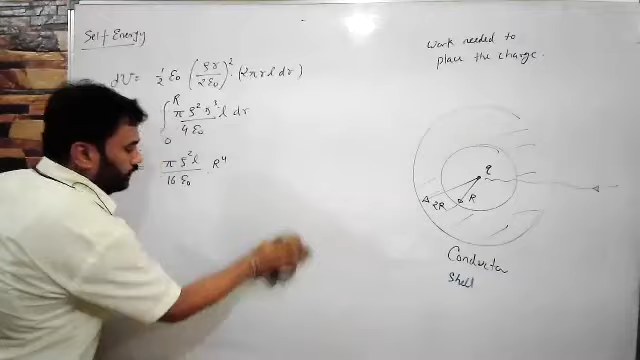 Self Energy
dU = 1/2 ε0 (ρr/2ε0)² · (2πrl dr)
∫₀ᴿ πρ²r³/4ε0 l dr
= πρ²l/16ε0 · R⁴
work needed to
place the charge.
q
R
2R
Conductor
Shell